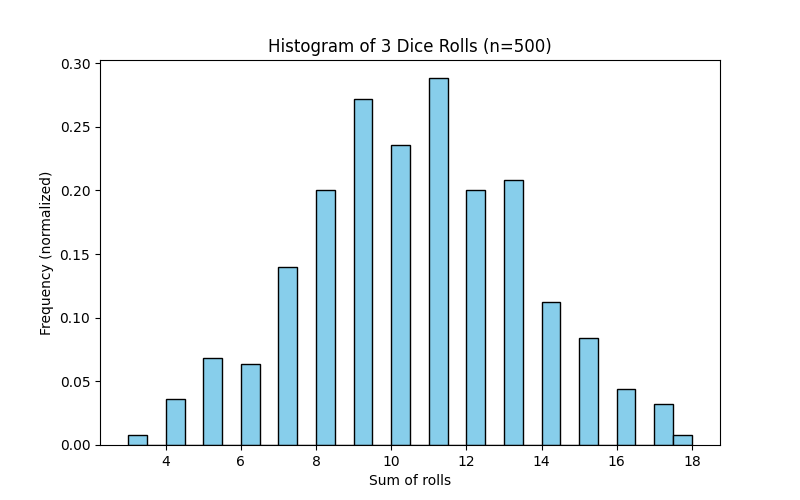 Histogram of 3 Dice Rolls (n=500)
Frequency (normalized)
0.30
0.25
0.20
0.15
0.10
0.05
0.00
4 6 8 10 12 14 16 18
Sum of rolls